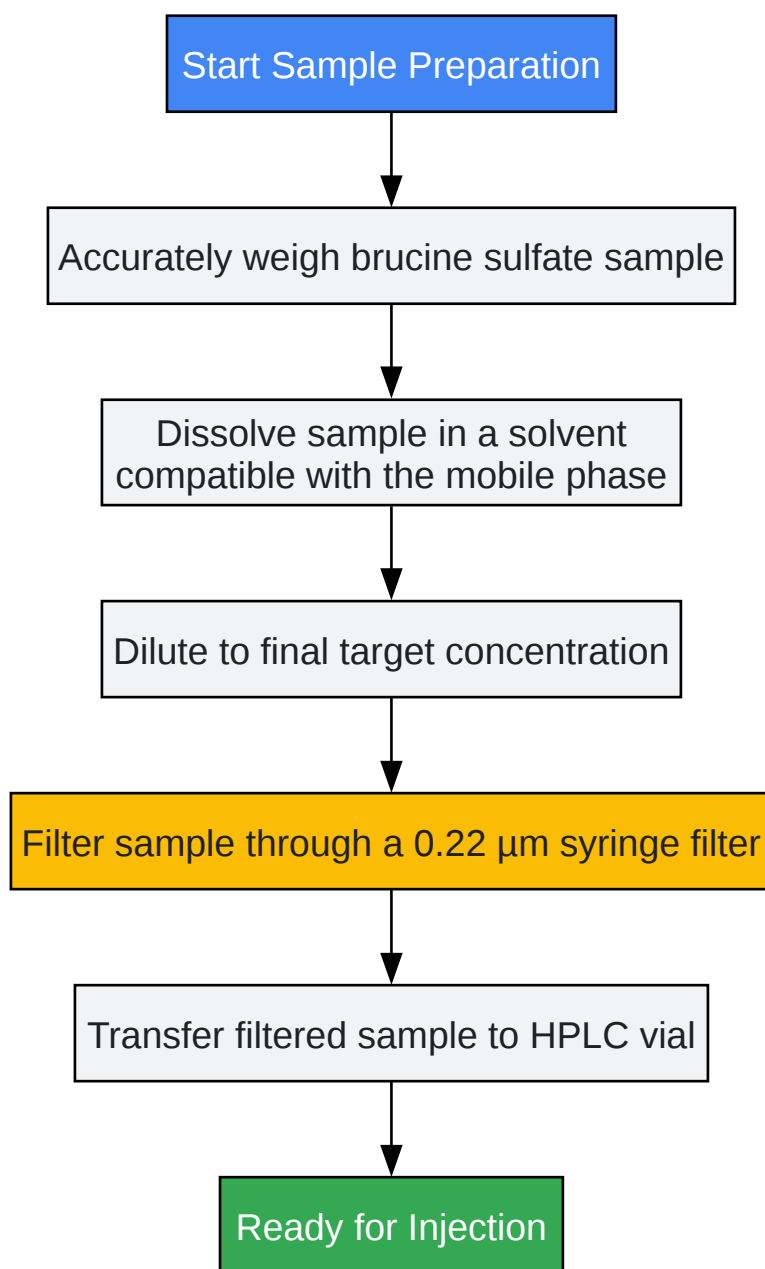 Start Sample Preparation
Accurately weigh brucine sulfate sample
Dissolve sample in a solvent
compatible with the mobile phase
Dilute to final target concentration
Filter sample through a 0.22 µm syringe filter
Transfer filtered sample to HPLC vial
Ready for Injection